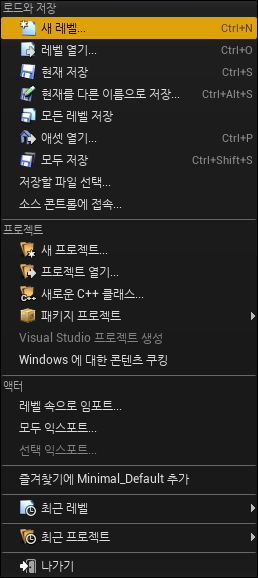 로드와 저장
새 레벨... Ctrl+N
레벨 열기... Ctrl+O
현재 저장 Ctrl+S
현재를 다른 이름으로 저장... Ctrl+Alt+S
모든 레벨 저장
애셋 열기... Ctrl+P
모두 저장 Ctrl+Shift+S
저장할 파일 선택...
소스 콘트롤에 접속...
프로젝트
새 프로젝트...
프로젝트 열기...
새로운 C++ 클래스...
패키지 프로젝트
Visual Studio 프로젝트 생성
Windows 에 대한 콘텐츠 쿠킹
액터
레벨 속으로 임포트...
모두 익스포트...
선택 익스포트...
즐겨찾기에 Minimal_Default 추가
최근 레벨
최근 프로젝트
나가기